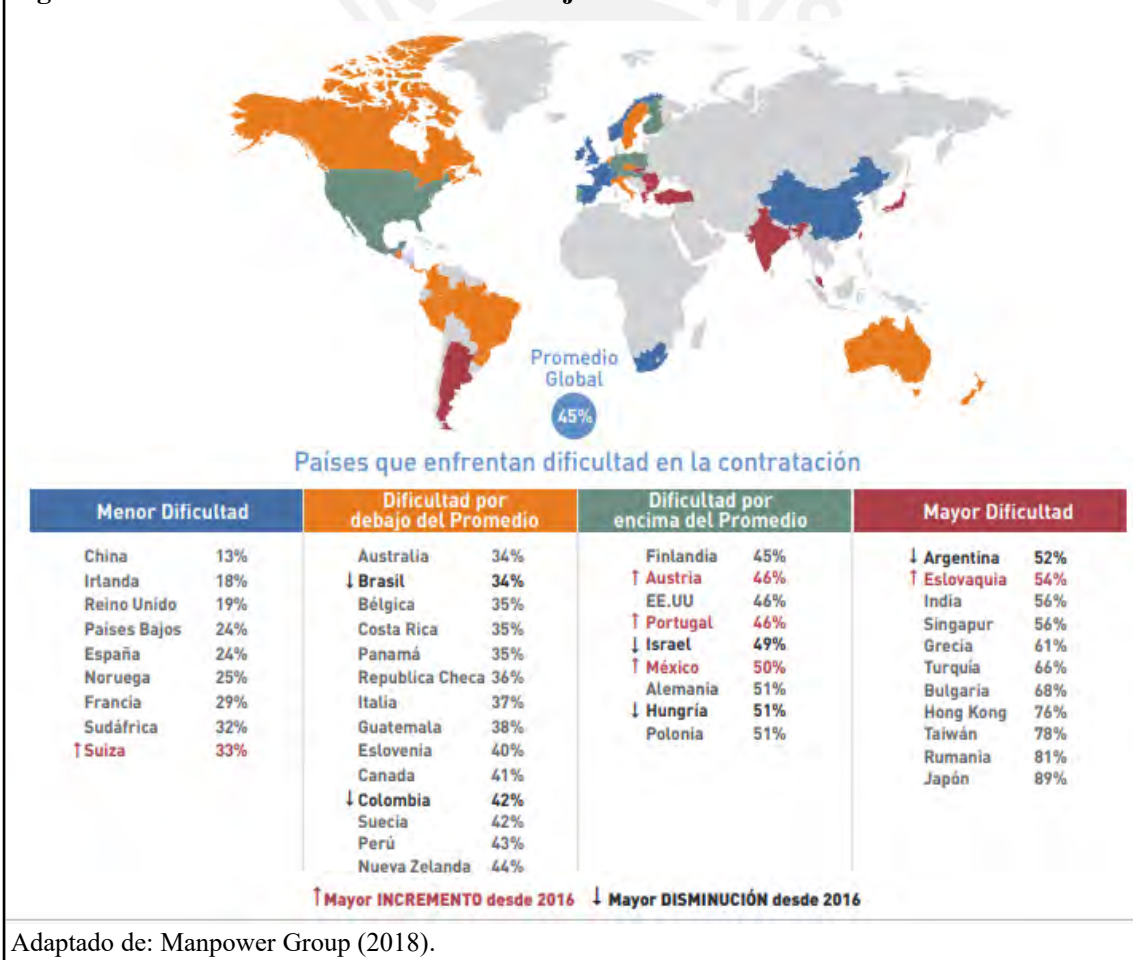 Promedio
Global
45%
Países que enfrentan dificultad en la contratación
Menor Dificultad
China 13%
Irlanda 18%
Reino Unido 19%
Países Bajos 24%
España 24%
Noruega 25%
Francia 29%
Sudáfrica 32%
↑ Suiza 33%
Dificultad por
debajo del Promedio
Australia 34%
↓ Brasil 34%
Bélgica 35%
Costa Rica 35%
Panamá 35%
Republica Checa 36%
Italia 37%
Guatemala 38%
Eslovenia 40%
Canada 41%
↓ Colombia 42%
Suecia 42%
Perú 43%
Nueva Zelanda 44%
Dificultad por
encima del Promedio
Finlandia 45%
↑ Austria 46%
EE.UU 46%
↑ Portugal 46%
↓ Israel 49%
↑ México 50%
Alemania 51%
↓ Hungría 51%
Polonia 51%
Mayor Dificultad
↓ Argentina 52%
↑ Eslovaquia 54%
India 56%
Singapur 56%
Grecia 61%
Turquía 66%
Bulgaria 68%
Hong Kong 76%
Taiwán 78%
Rumania 81%
Japón 89%
↑ Mayor INCREMENTO desde 2016 ↓ Mayor DISMINUCIÓN desde 2016
Adaptado de: Manpower Group (2018).